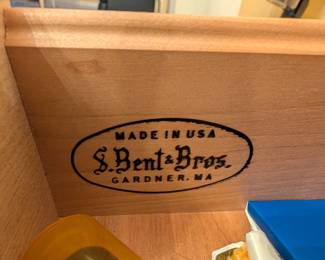 MADE IN USA
S. Bent & Bros.
GARDNER, MA